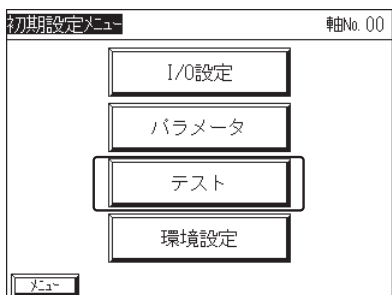 初期設定メニュー 軸No. 00
I/O設定
パラメータ
テスト
環境設定
メニュー